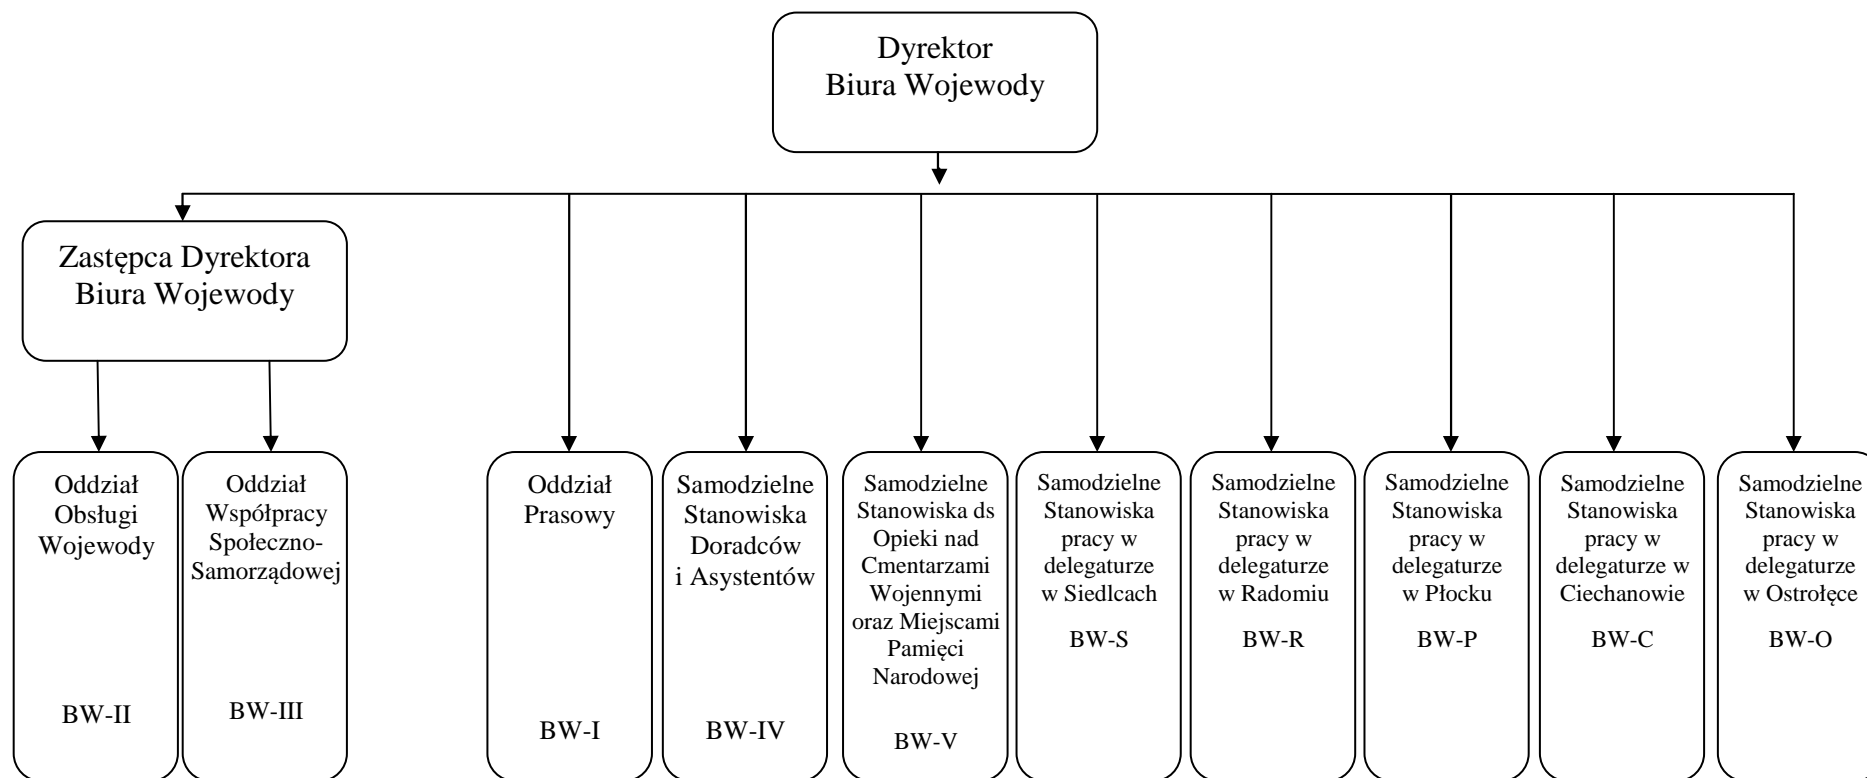 Dyrektor
Biura Wojewody
Zastępca Dyrektora
Biura Wojewody
Oddział
Obsługi
Wojewody
BW-II
Oddział
Współpracy
Społeczno-
Samorządowej
BW-III
Oddział
Prasowy
BW-I
Samodzielne
Stanowiska
Doradców
i Asystentów
BW-IV
Samodzielne
Stanowiska ds
Opieki nad
Cmentarzami
Wojennymi
oraz Miejscami
Pamięci
Narodowej
BW-V
Samodzielne
Stanowiska
pracy w
delegaturze
w Siedlcach
BW-S
Samodzielne
Stanowiska
pracy w
delegaturze
w Radomiu
BW-R
Samodzielne
Stanowiska
pracy w
delegaturze
w Płocku
BW-P
Samodzielne
Stanowiska
pracy w
delegaturze w
Ciechanowie
BW-C
Samodzielne
Stanowiska
pracy w
delegaturze
w Ostrołęce
BW-O